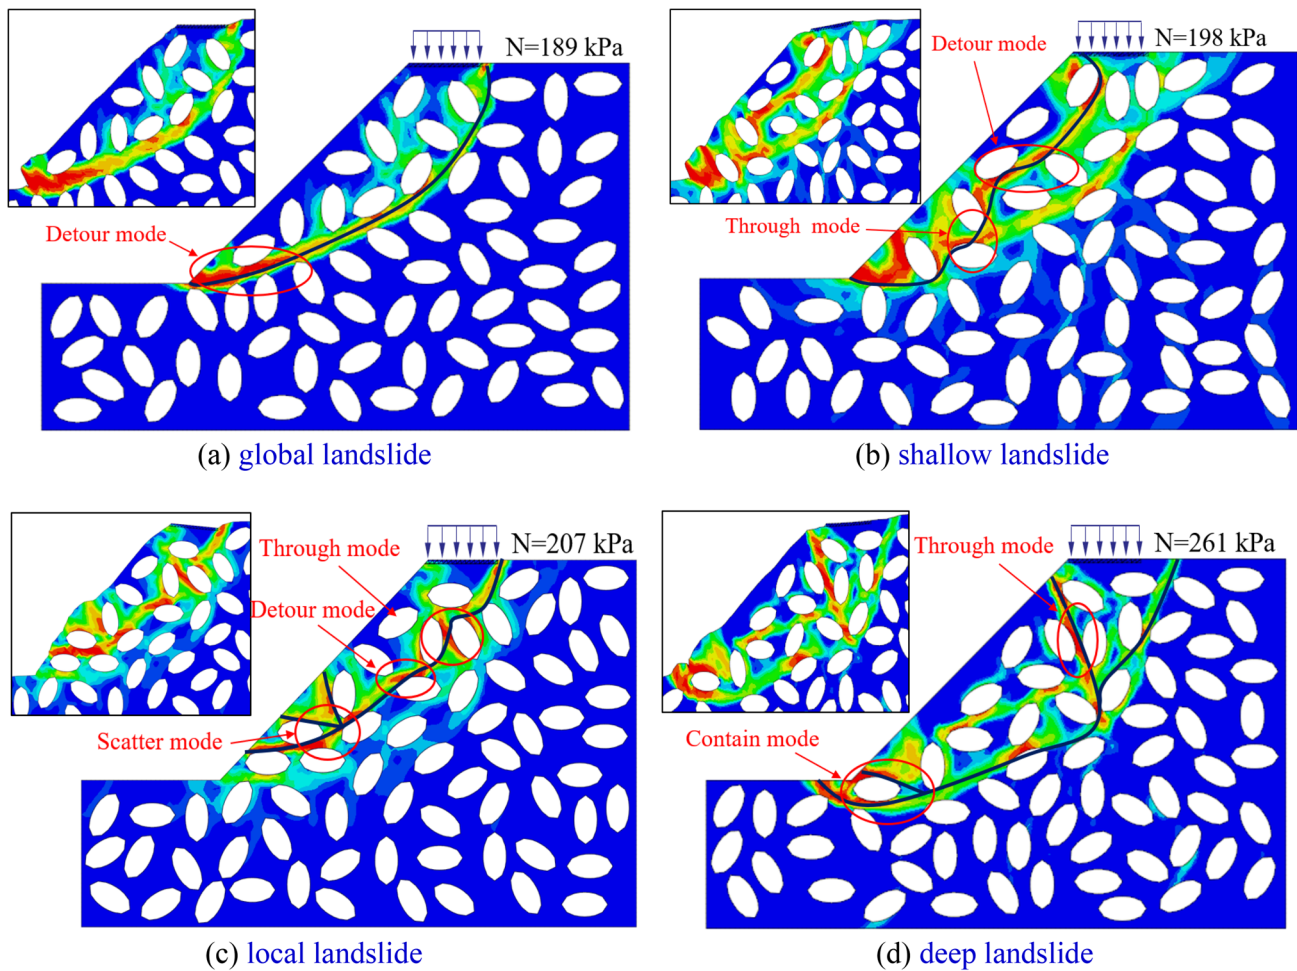 N=189 kPa
Detour mode
(a) global landslide
N=198 kPa
Detour mode
Through mode
(b) shallow landslide
N=207 kPa
Through mode
Detour mode
Scatter mode
(c) local landslide
N=261 kPa
Through mode
Contain mode
(d) deep landslide